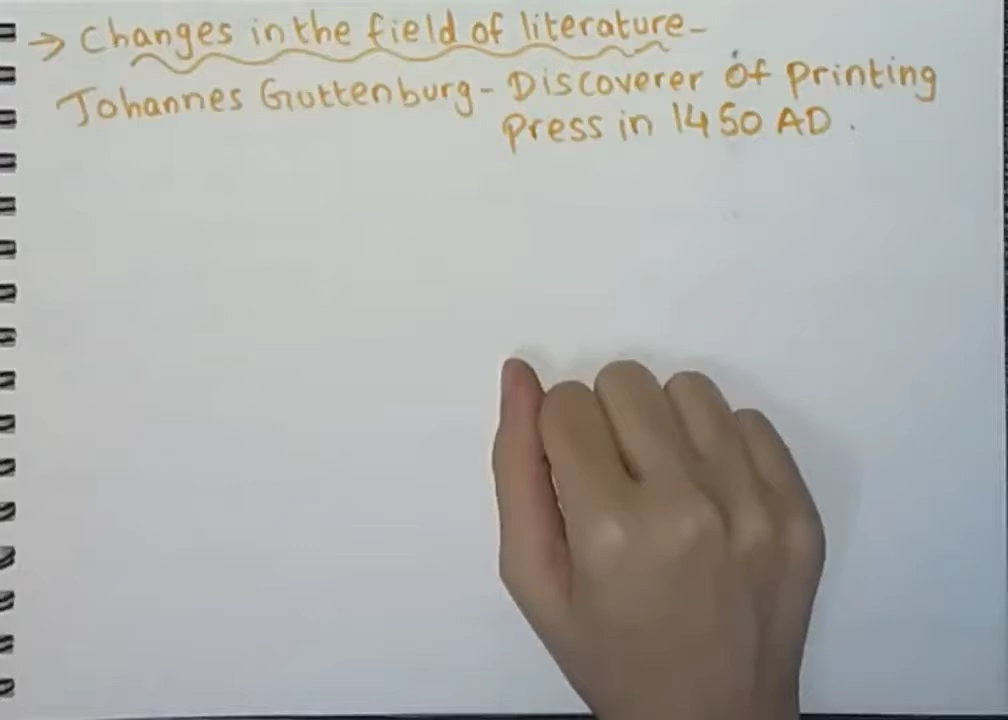 → Changes in the field of literature-
Johannes Guttenburg - Discoverer of printing
press in 1450 AD.